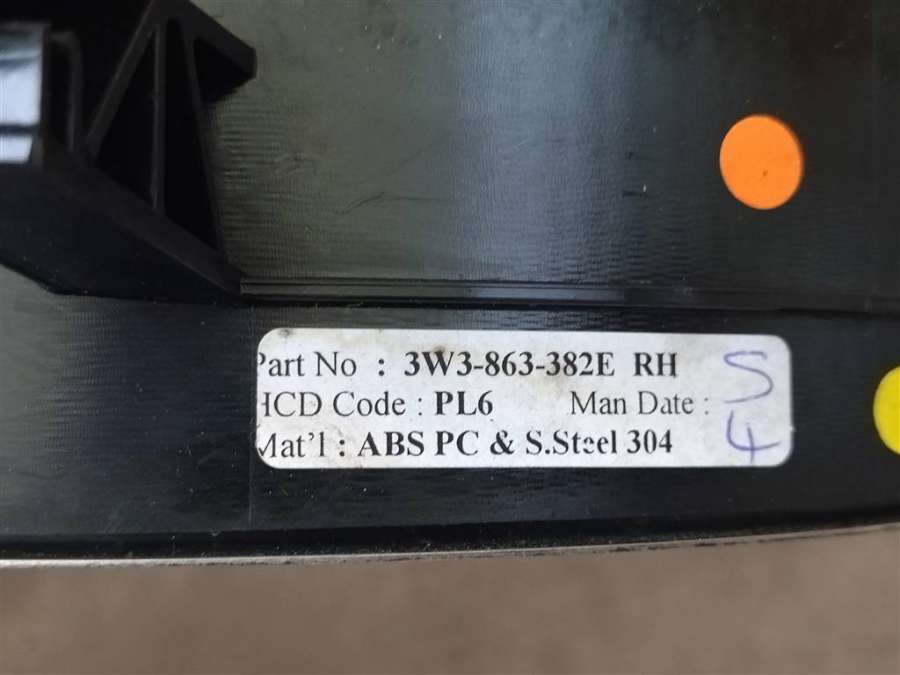 Part No : 3W3-863-382E RH
HCD Code : PL6 Man Date :
Mat'l : ABS PC & S.Steel 304
S
4